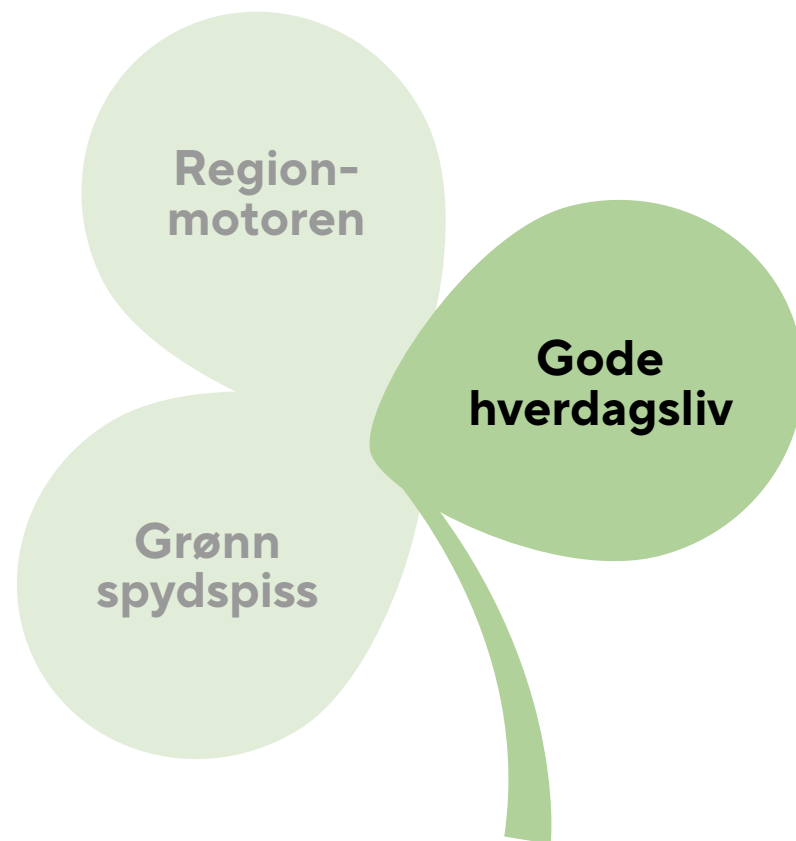 Region-
motoren
Gode
hverdagsliv
Grønn
spydspiss